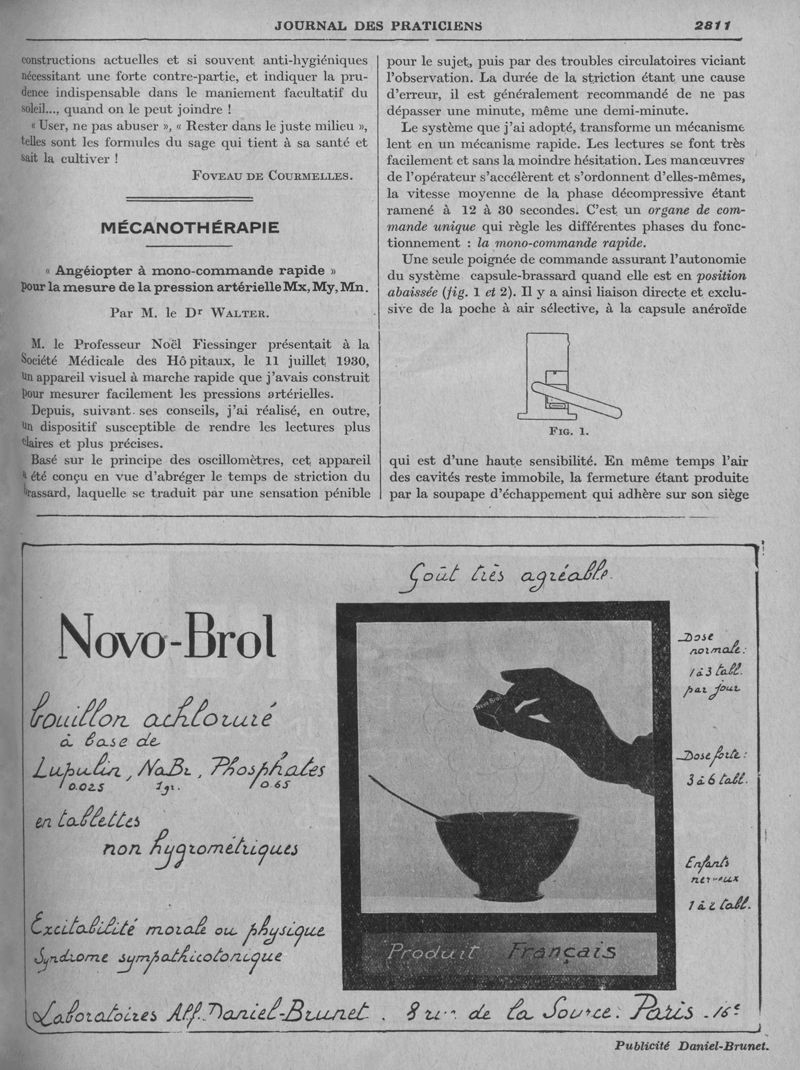 JOURNAL DES PRATICIENS 2811
constructions actuelles et si souvent anti-hygiéniques
nécessitant une forte contre-partie, et indiquer la pru-
dence indispensable dans le maniement facultatif du
soleil..., quand on le peut joindre !
« User, ne pas abuser », « Rester dans le juste milieu »,
telles sont les formules du sage qui tient à sa santé et
sait la cultiver !
FOVEAU DE COURMELLES.
MÉCANOTHÉRAPIE
« Angéiopter à mono-commande rapide »
pour la mesure de la pression artérielle Mx, My, Mn.
Par M. le Dr WALTER.
M. le Professeur Noël Fiessinger présentait à la
Société Médicale des Hôpitaux, le 11 juillet 1930,
un appareil visuel à marche rapide que j'avais construit
pour mesurer facilement les pressions artérielles.
Depuis, suivant ses conseils, j'ai réalisé, en outre,
un dispositif susceptible de rendre les lectures plus
claires et plus précises.
Basé sur le principe des oscillomètres, cet appareil
a été conçu en vue d'abréger le temps de striction du
brassard, laquelle se traduit par une sensation pénible
pour le sujet, puis par des troubles circulatoires viciant
l'observation. La durée de la striction étant une cause
d'erreur, il est généralement recommandé de ne pas
dépasser une minute, même une demi-minute.
Le système que j'ai adopté, transforme un mécanisme
lent en un mécanisme rapide. Les lectures se font très
facilement et sans la moindre hésitation. Les manœuvres
de l'opérateur s'accélèrent et s'ordonnent d'elles-mêmes,
la vitesse moyenne de la phase décompressive étant
ramené à 12 à 30 secondes. C'est un organe de com-
mande unique qui règle les différentes phases du fonc-
tionnement : la mono-commande rapide.
Une seule poignée de commande assurant l'autonomie
du système capsule-brassard quand elle est en position
abaissée (fig. 1 et 2). Il y a ainsi liaison directe et exclu-
sive de la poche à air sélective, à la capsule anéroïde
FIG. 1.
qui est d'une haute sensibilité. En même temps l'air
des cavités reste immobile, la fermeture étant produite
par la soupape d'échappement qui adhère sur son siège
Goût très agréable.
Novo-Brol
bouillon achloruré
à base de
Lupulin, NaBr, Phosphates
0.025 1gr. 0.65
en tablettes
non hygrométriques
Excitabilité morale ou physique
Syndrome sympathicotonique
Novo-Brol
Dose
normale:
1 à 3 tabl.
par jour
Dose forte:
3 à 6 tabl.
Enfants
nerveux
1 à 2 tabl.
Produit Français
Laboratoires Aff. Daniel-Brunet. 8 rue de la Source. Paris. 16e
Publicité Daniel-Brunet.